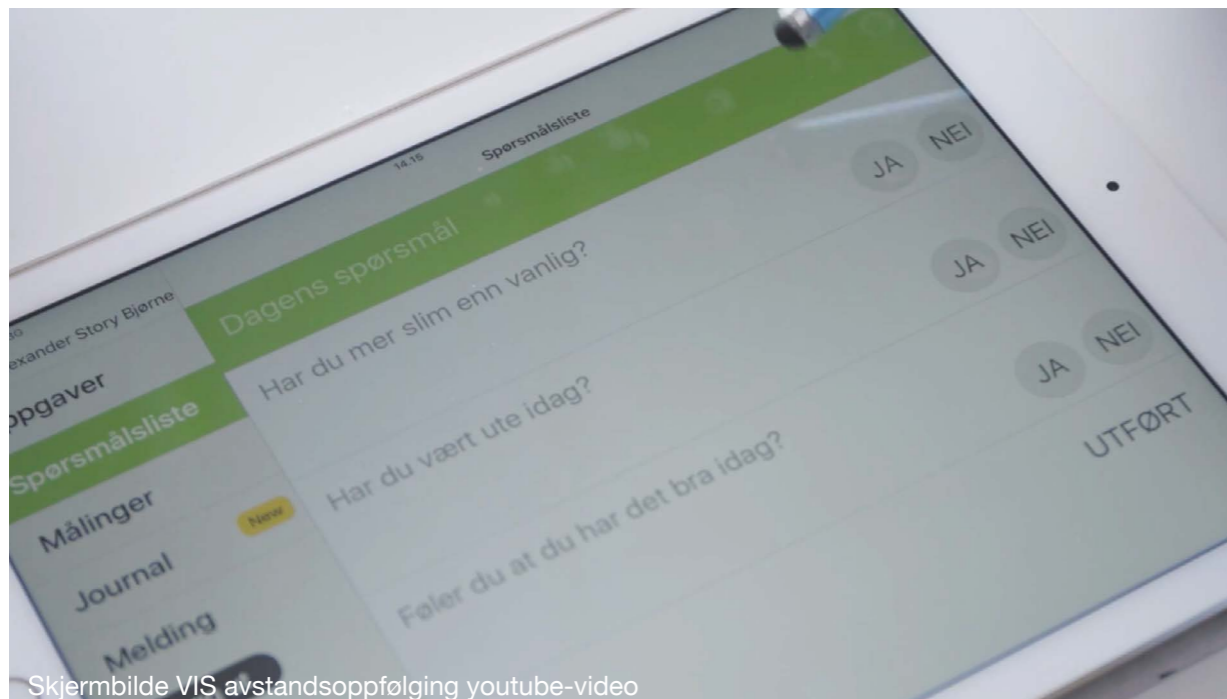 14.15
Spørsmålsliste
Dagens spørsmål
Har du mer slim enn vanlig?
JA
NEI
Har du vært ute idag?
JA
NEI
Føler du at du har det bra idag?
JA
NEI
UTFØRT
exander Story Bjørne
ppgaver
Spørsmålsliste
Målinger
New
Journal
Melding
Skjermbilde VIS avstandsoppfølging youtube-video